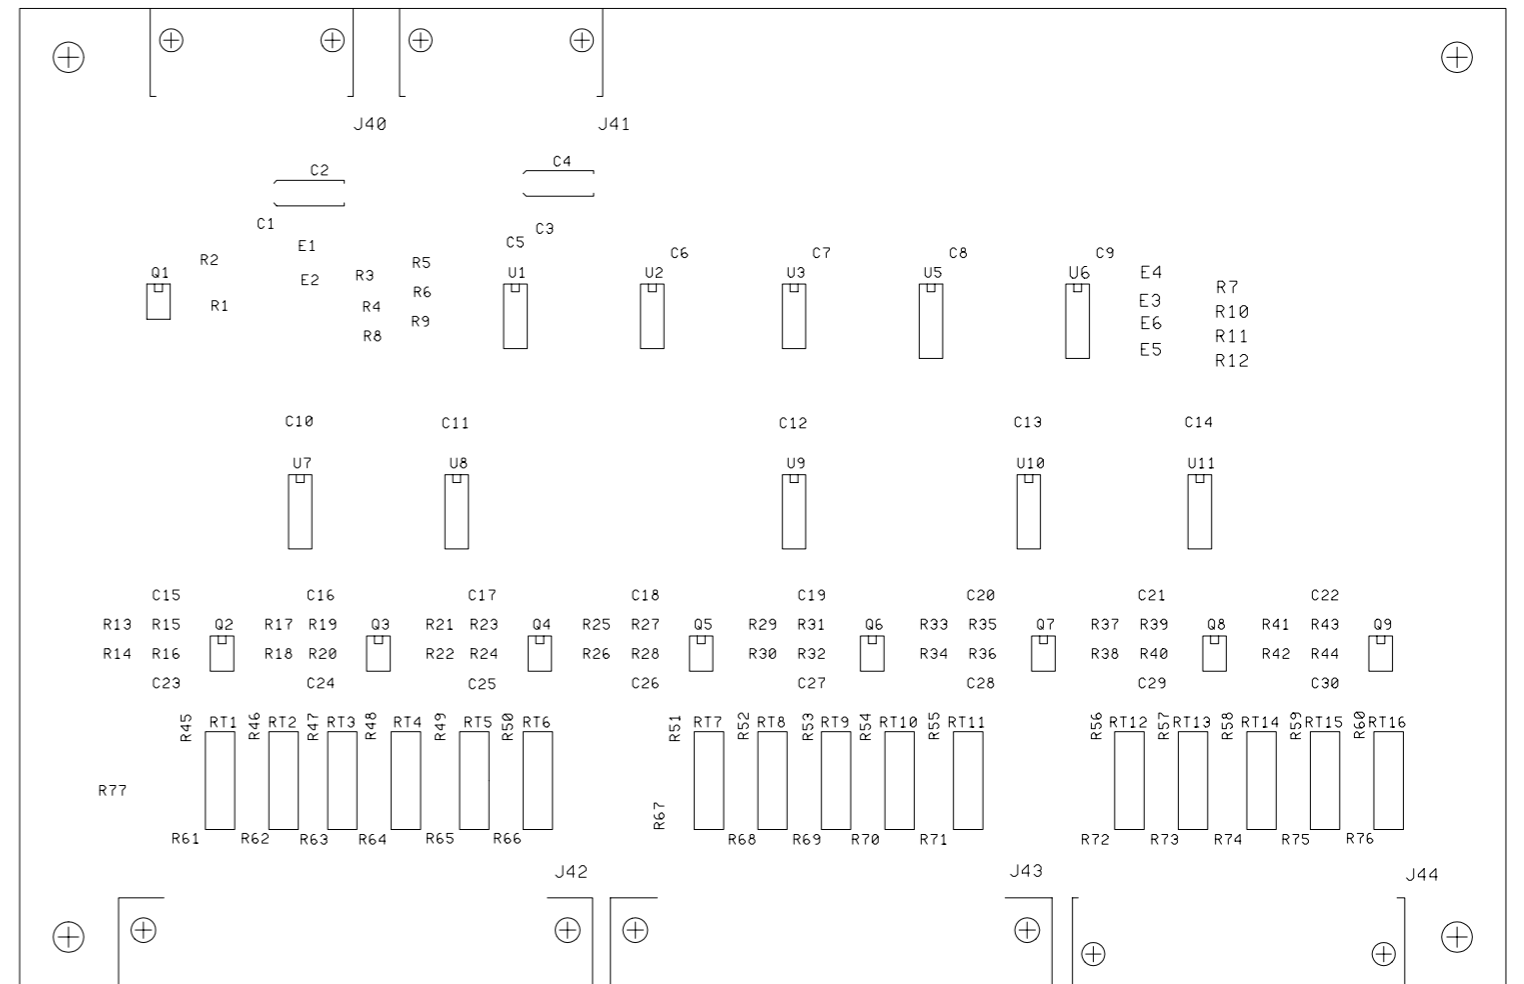 J40 J41
C2 C4
C1 C3
E1 C5
R2 R5 C6 C7 C8 C9
Q1 E2 R3 U1 U2 U3 U5 U6 E4
R1 R4 R6 E3 R7
R8 R9 E6 R10
E5 R11
R12
C10 C11 C12 C13 C14
U7 U8 U9 U10 U11
C15 C16 C17 C18 C19 C20 C21 C22
R13 R15 Q2 R17 R19 Q3 R21 R23 Q4 R25 R27 Q5 R29 R31 Q6 R33 R35 Q7 R37 R39 Q8 R41 R43 Q9
R14 R16 R18 R20 R22 R24 R26 R28 R30 R32 R34 R36 R38 R40 R42 R44
C23 C24 C25 C26 C27 C28 C29 C30
R45 RT1 R46 RT2 R47 RT3 R48 RT4 R49 RT5 R50 RT6 R51 RT7 R52 RT8 R53 RT9 R54 RT10 R55 RT11 R56 RT12 R57 RT13 R58 RT14 R59 RT15 R60 RT16
R77 R67
R61 R62 R63 R64 R65 R66 R68 R69 R70 R71 R72 R73 R74 R75 R76
J42 J43 J44